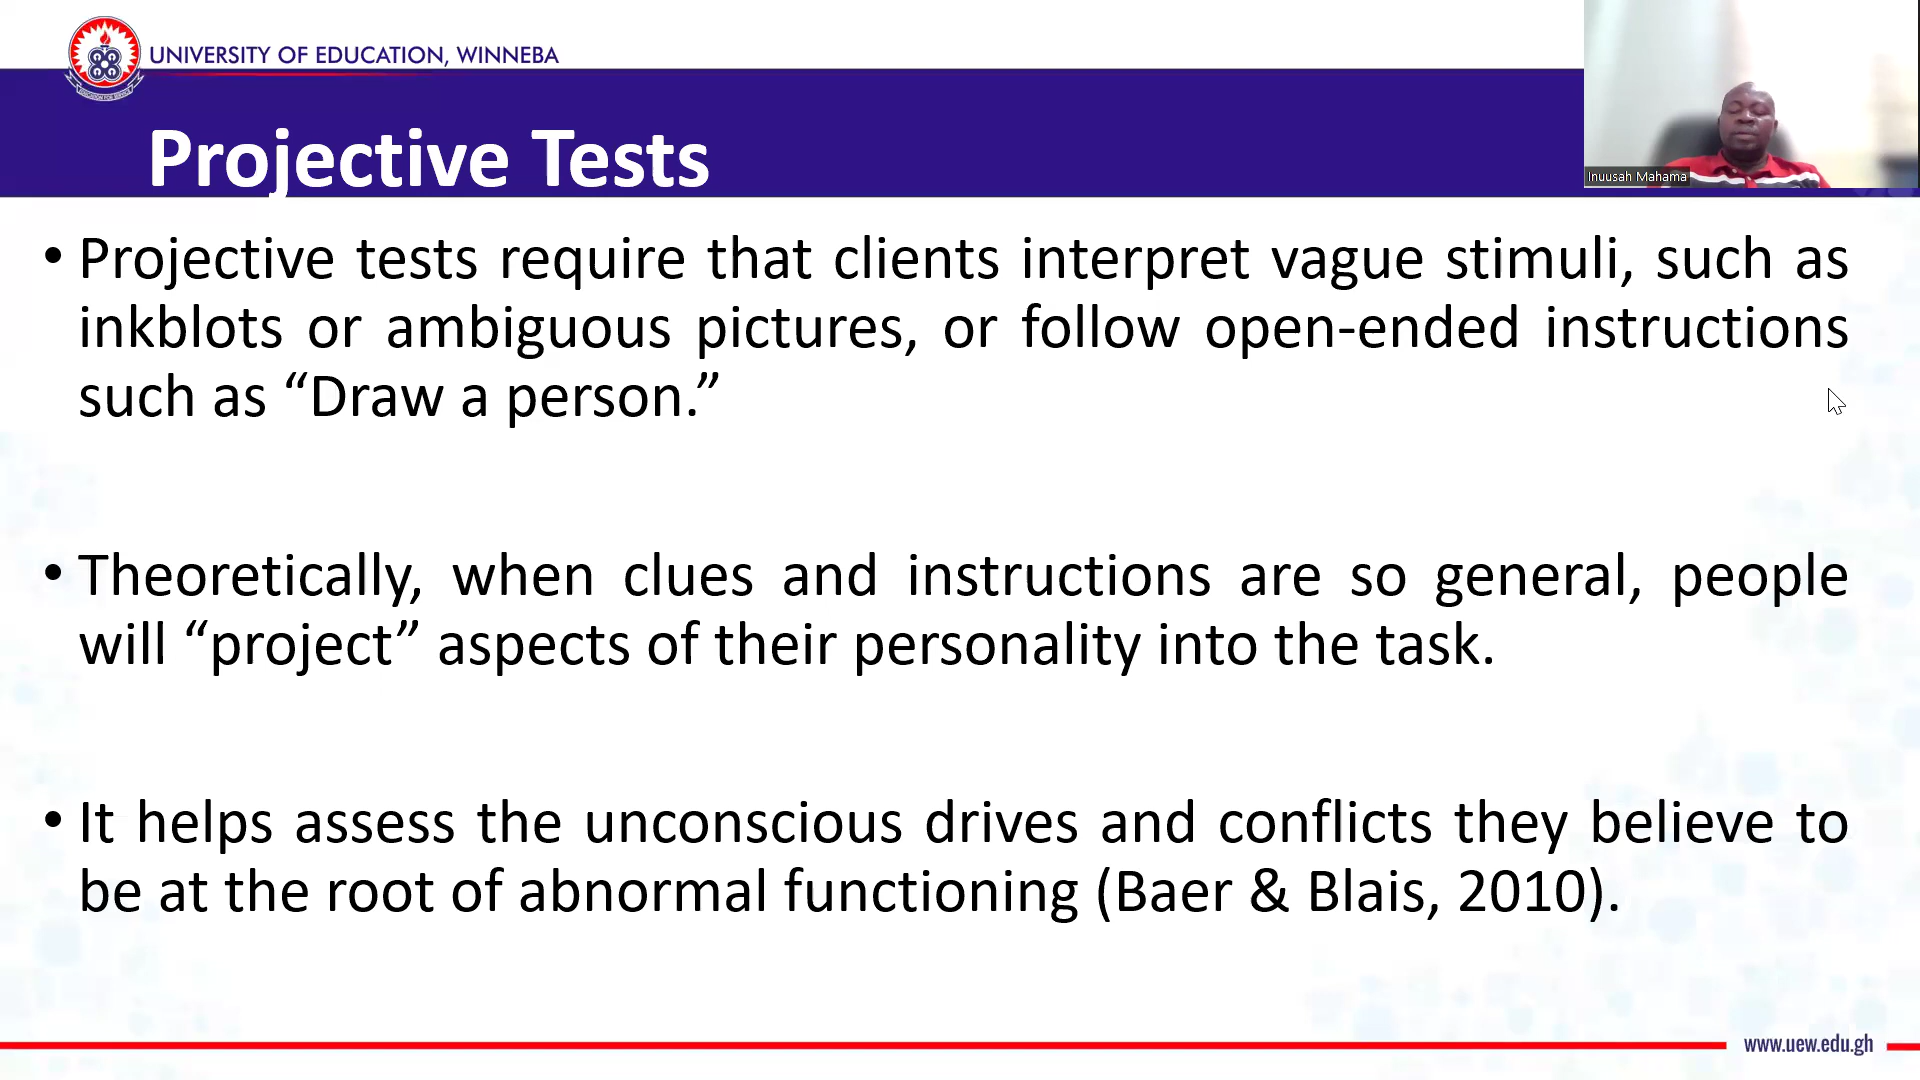 UNIVERSITY OF EDUCATION, WINNEBA
Projective Tests
Inuusah Mahama
• Projective tests require that clients interpret vague stimuli, such as
inkblots or ambiguous pictures, or follow open-ended instructions
such as “Draw a person.”
• Theoretically, when clues and instructions are so general, people
will “project” aspects of their personality into the task.
• It helps assess the unconscious drives and conflicts they believe to
be at the root of abnormal functioning (Baer & Blais, 2010).
www.uew.edu.gh